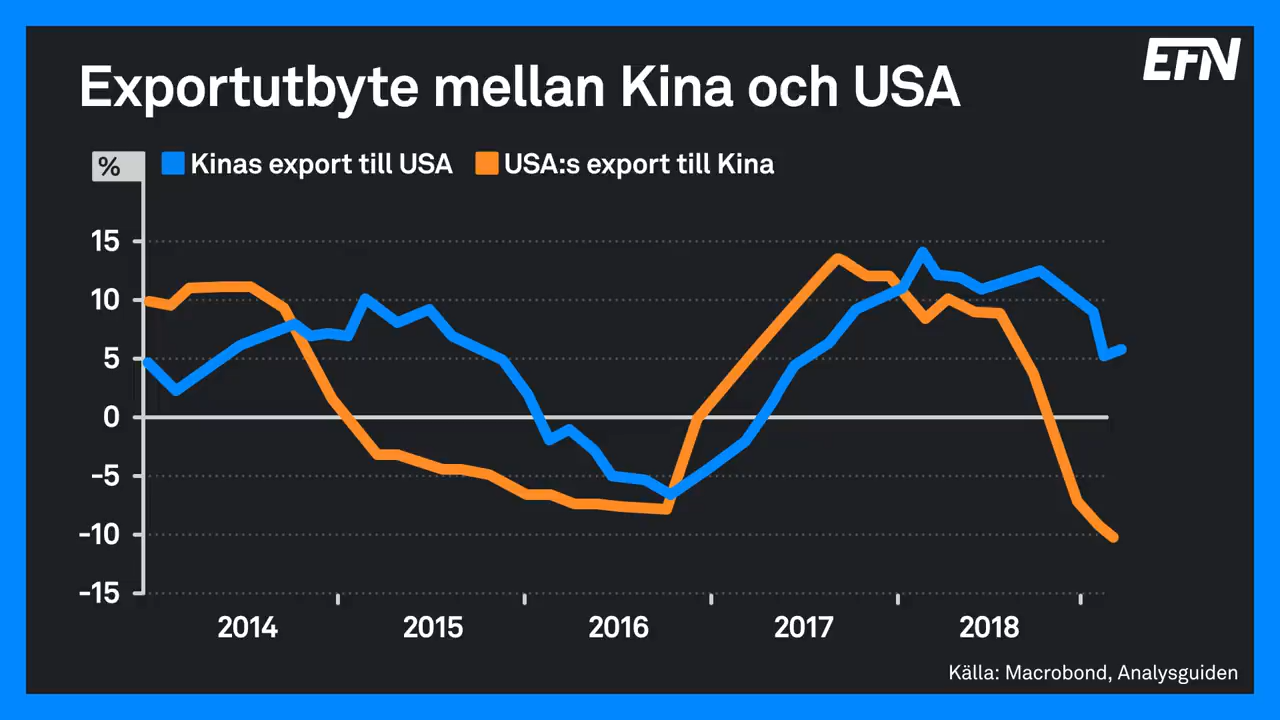 EFN
Exportutbyte mellan Kina och USA
% Kinas export till USA USA:s export till Kina
15
10
5
0
-5
-10
-15
2014 2015 2016 2017 2018
Källa: Macrobond, Analysguiden